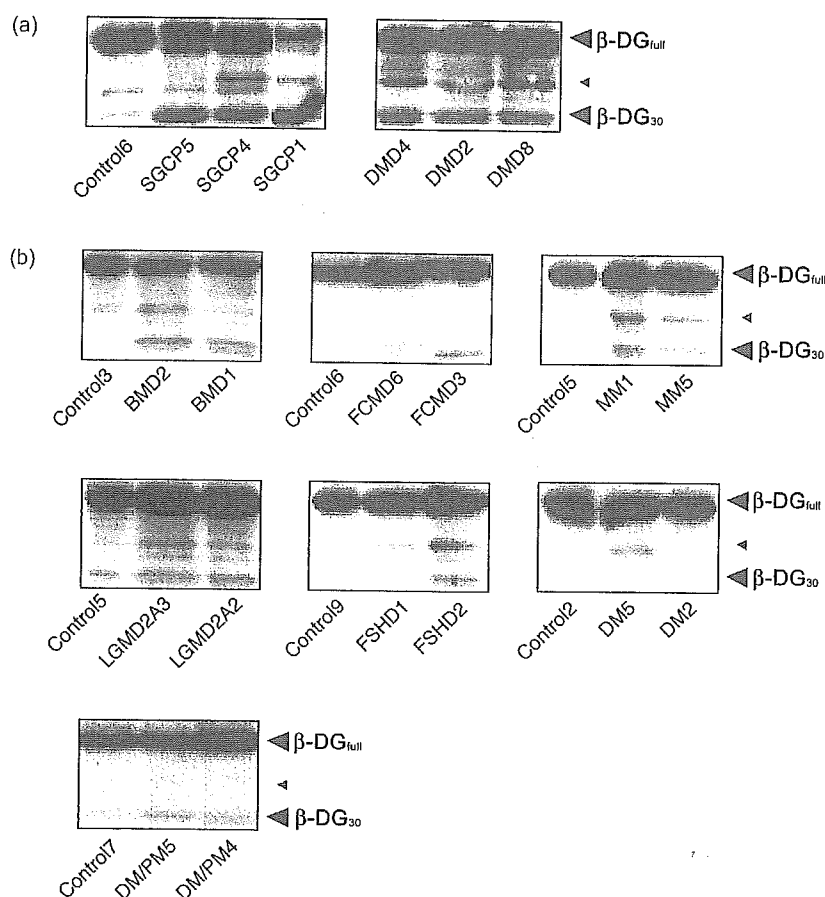 (a)
β-DGfull
β-DG30
Control6 SGCP5 SGCP4 SGCP1
DMD4 DMD2 DMD8
(b)
β-DGfull
β-DG30
Control3 BMD2 BMD1
Control6 FCMD6 FCMD3
Control5 MM1 MM5
β-DGfull
β-DG30
Control5 LGMD2A3 LGMD2A2
Control9 FSHD1 FSHD2
Control2 DM5 DM2
β-DGfull
β-DG30
Control7 DM/PM5 DM/PM4